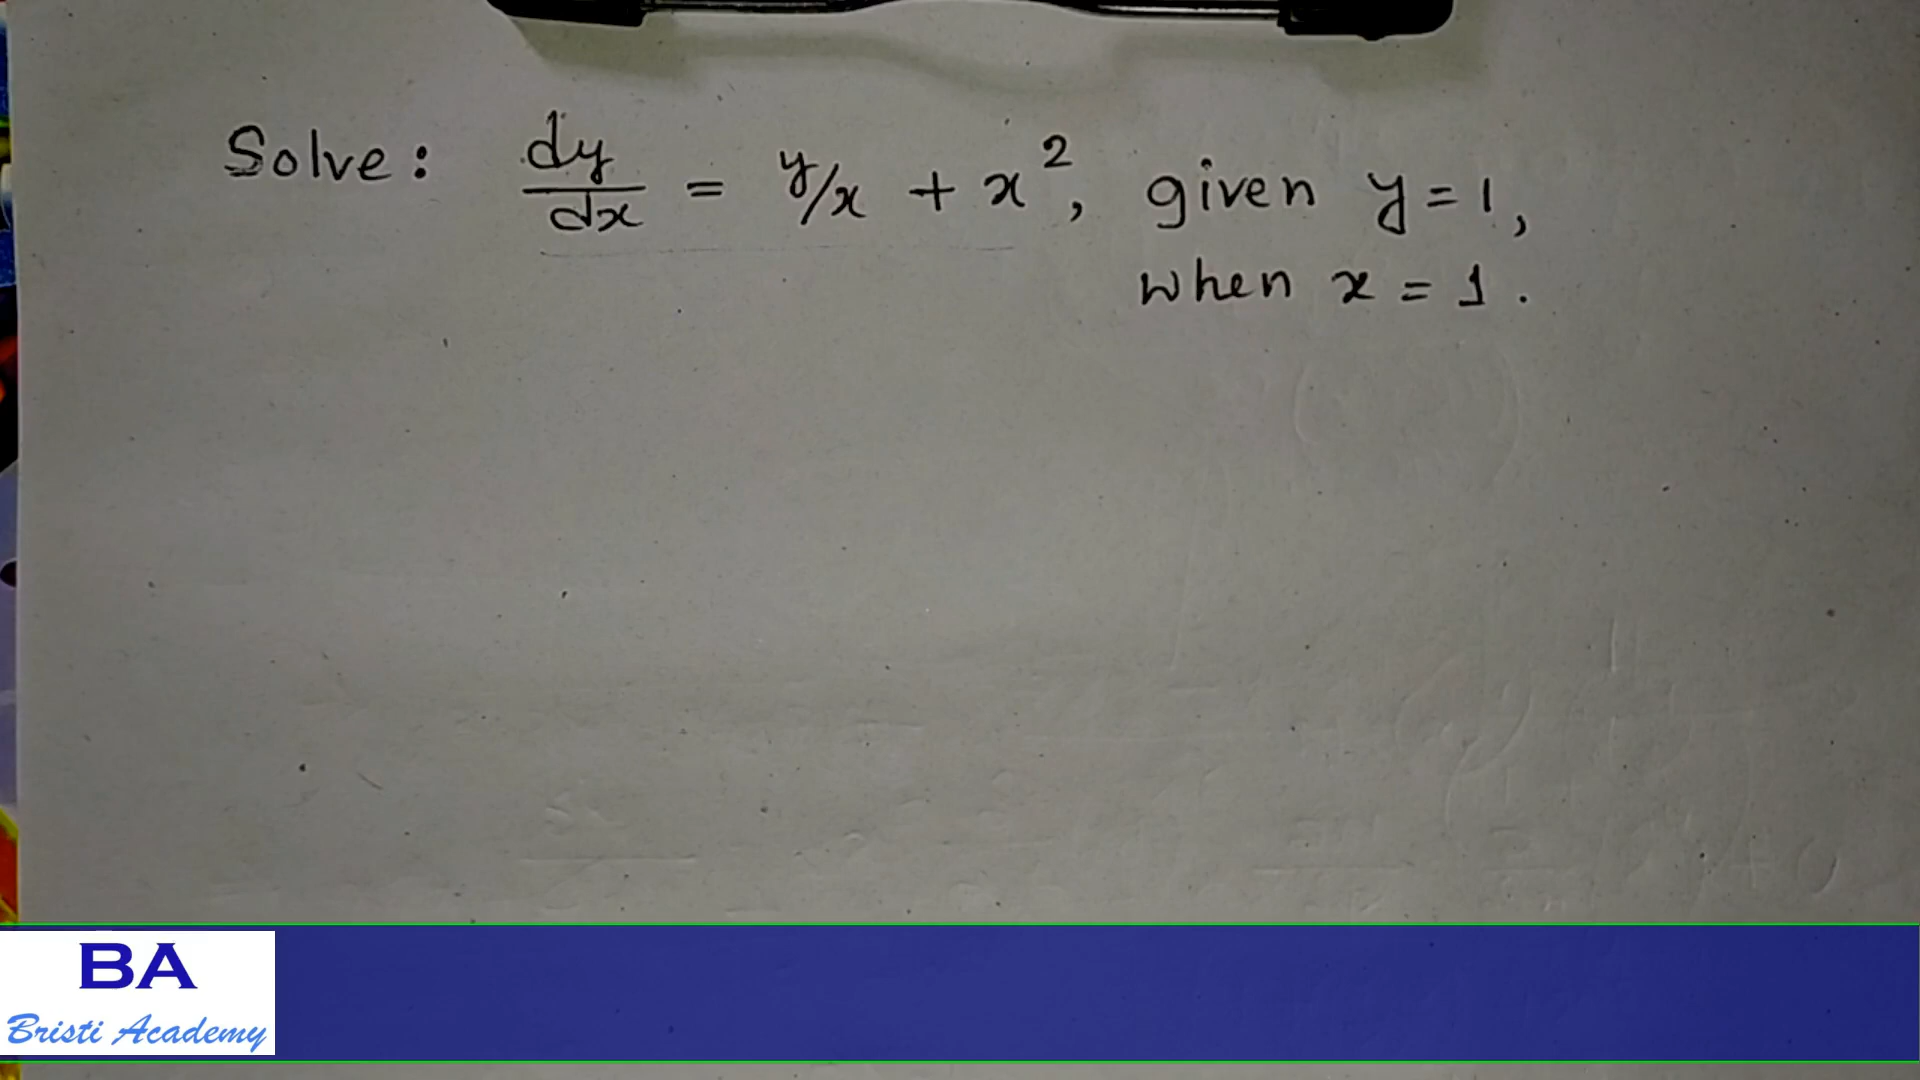 Solve: dy/dx = y/x + x², given y=1,
when x = 1.
BA
Bristi Academy